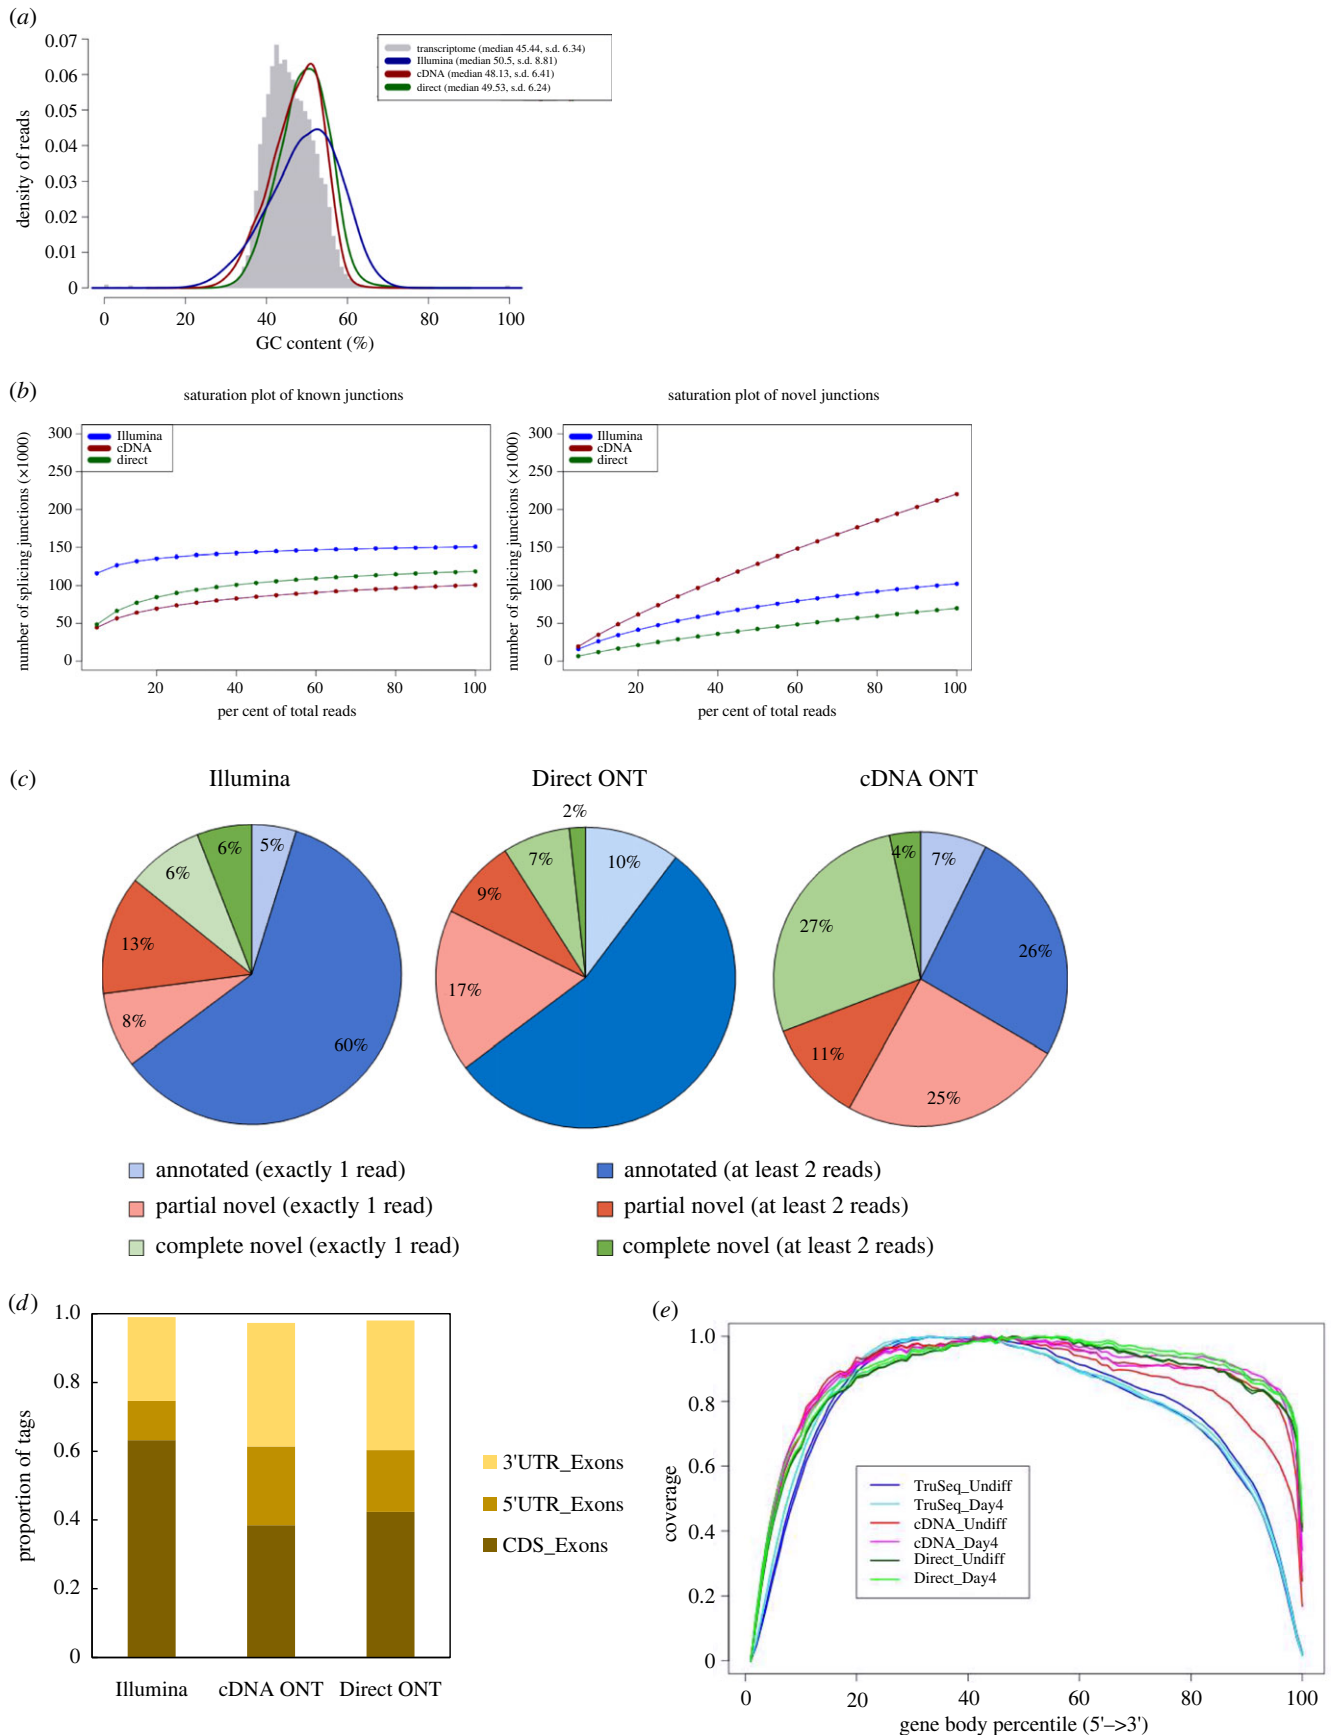 (a)
0.07
0.06
0.05
0.04
0.03
0.02
0.01
0
density of reads
transcriptome (median 45.44, s.d. 6.34)
Illumina (median 50.5, s.d. 8.81)
cDNA (median 48.13, s.d. 6.41)
direct (median 49.53, s.d. 6.24)
0 20 40 60 80 100
GC content (%)
(b)
saturation plot of known junctions
number of splicing junctions (×1000)
300
250
200
150
100
50
0
Illumina
cDNA
direct
20 40 60 80 100
per cent of total reads
saturation plot of novel junctions
number of splicing junctions (×1000)
300
250
200
150
100
50
0
Illumina
cDNA
direct
20 40 60 80 100
per cent of total reads
(c)
Illumina
5%
60%
8%
13%
6%
6%
Direct ONT
2%
10%
17%
9%
7%
cDNA ONT
7%
26%
25%
11%
27%
4%
annotated (exactly 1 read)
annotated (at least 2 reads)
partial novel (exactly 1 read)
partial novel (at least 2 reads)
complete novel (exactly 1 read)
complete novel (at least 2 reads)
(d)
1.0
0.8
0.6
0.4
0.2
0
proportion of tags
Illumina cDNA ONT Direct ONT
3'UTR_Exons
5'UTR_Exons
CDS_Exons
(e)
1.0
0.8
0.6
0.4
0.2
0
coverage
TruSeq_Undiff
TruSeq_Day4
cDNA_Undiff
cDNA_Day4
Direct_Undiff
Direct_Day4
0 20 40 60 80 100
gene body percentile (5'–>3')